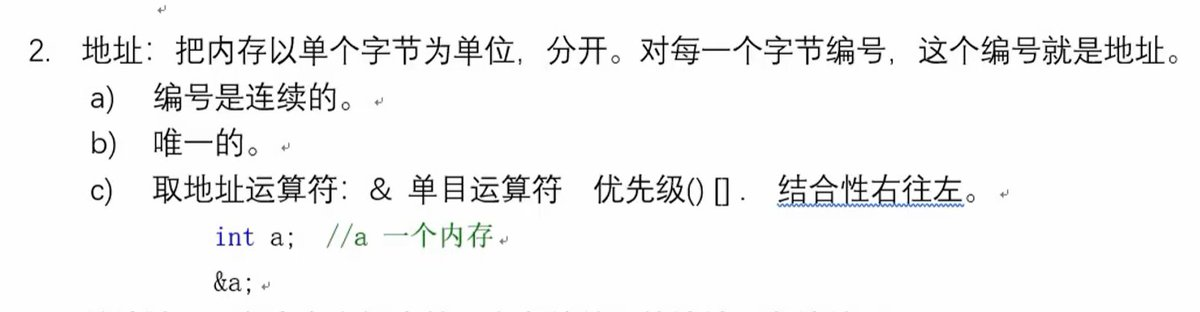 2. 地址：把内存以单个字节为单位，分开。对每一个字节编号，这个编号就是地址。
a) 编号是连续的。
b) 唯一的。
c) 取地址运算符：& 单目运算符 优先级() [] . 结合性右往左。
int a; //a 一个内存
&a;